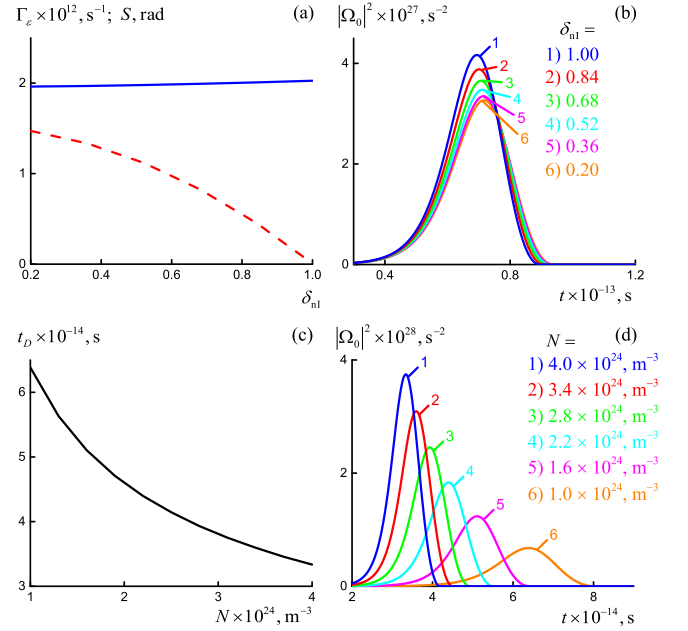 Γ_ε × 10¹², s⁻¹; S, rad (a)
2
1
0
0.2 0.4 0.6 0.8 1.0
δ_nI
|Ω₀|² × 10²⁷, s⁻² (b)
δ_nI =
1) 1.00
2) 0.84
3) 0.68
4) 0.52
5) 0.36
6) 0.20
1
2
3
4
5
6
4
2
0
0.4 0.8 1.2
t × 10⁻¹³, s
t_D × 10⁻¹⁴, s (c)
6
5
4
3
1 2 3 4
N × 10²⁴, m⁻³
|Ω₀|² × 10²⁸, s⁻² (d)
N =
1) 4.0 × 10²⁴, m⁻³
2) 3.4 × 10²⁴, m⁻³
3) 2.8 × 10²⁴, m⁻³
4) 2.2 × 10²⁴, m⁻³
5) 1.6 × 10²⁴, m⁻³
6) 1.0 × 10²⁴, m⁻³
1
2
3
4
5
6
4
2
0
2 4 6 8
t × 10⁻¹⁴, s